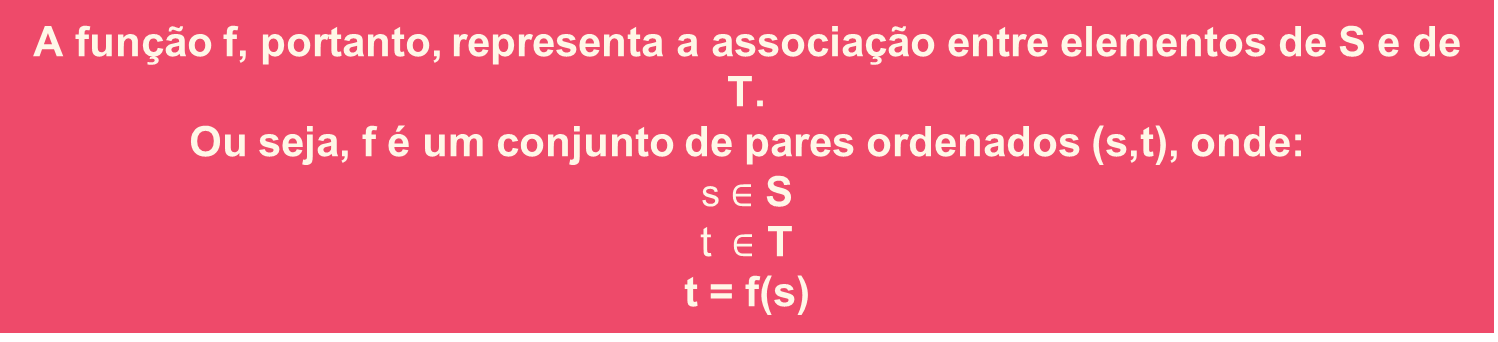 A função f, portanto, representa a associação entre elementos de S e de
T.
Ou seja, f é um conjunto de pares ordenados (s,t), onde:
s ∈ S
t ∈ T
t = f(s)